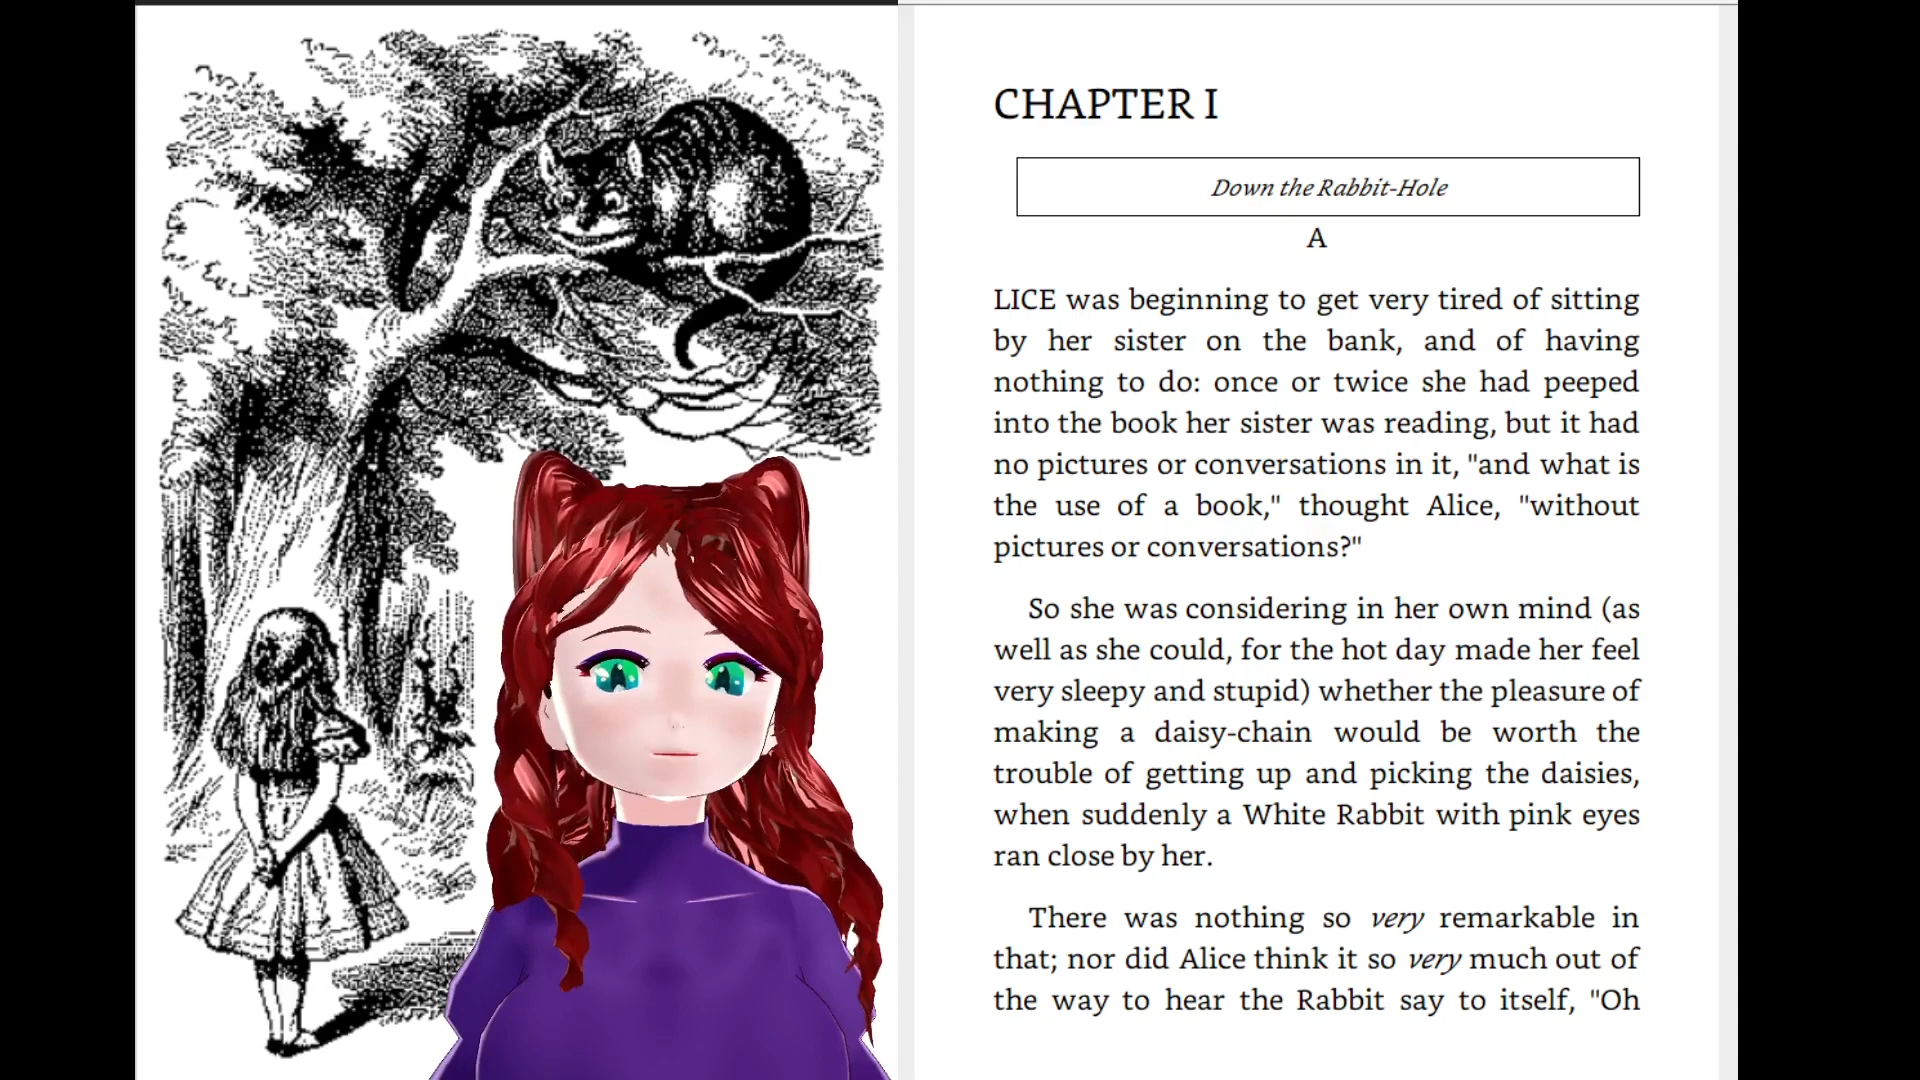 CHAPTER I
Down the Rabbit-Hole
A
LICE was beginning to get very tired of sitting
by her sister on the bank, and of having
nothing to do: once or twice she had peeped
into the book her sister was reading, but it had
no pictures or conversations in it, "and what is
the use of a book," thought Alice, "without
pictures or conversations?"
So she was considering in her own mind (as
well as she could, for the hot day made her feel
very sleepy and stupid) whether the pleasure of
making a daisy-chain would be worth the
trouble of getting up and picking the daisies,
when suddenly a White Rabbit with pink eyes
ran close by her.
There was nothing so very remarkable in
that; nor did Alice think it so very much out of
the way to hear the Rabbit say to itself, "Oh